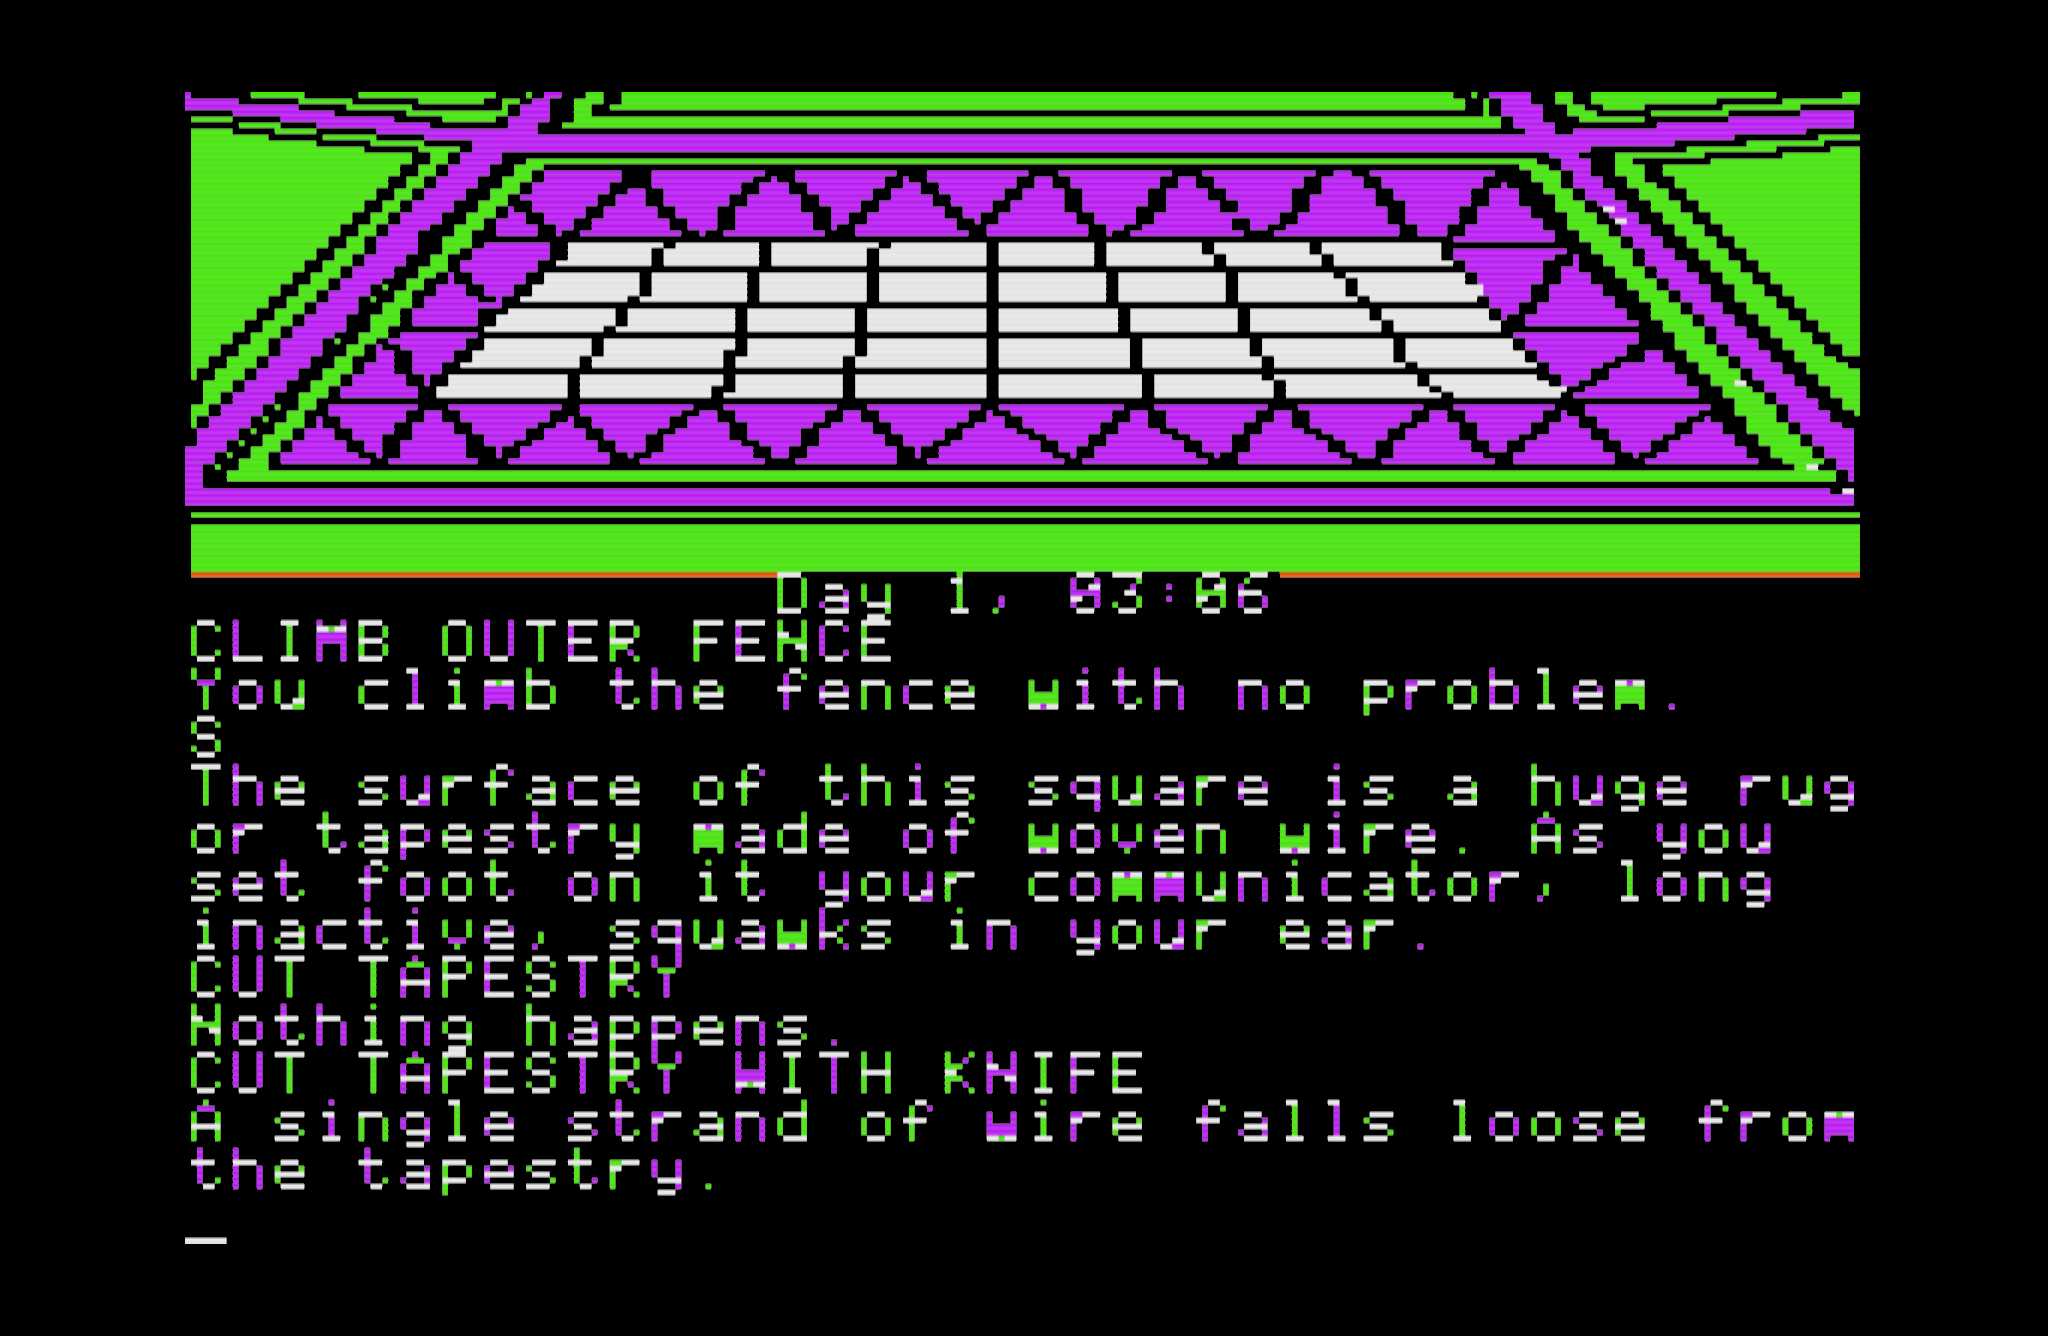 Day 1, 03:06
CLIMB OUTER FENCE
You climb the fence with no problem.
S
The surface of this square is a huge rug
or tapestry made of woven wire. As you
set foot on it your communicator, long
inactive, squawks in your ear.
CUT TAPESTRY
Nothing happens.
CUT TAPESTRY WITH KNIFE
A single strand of wire falls loose from
the tapestry.